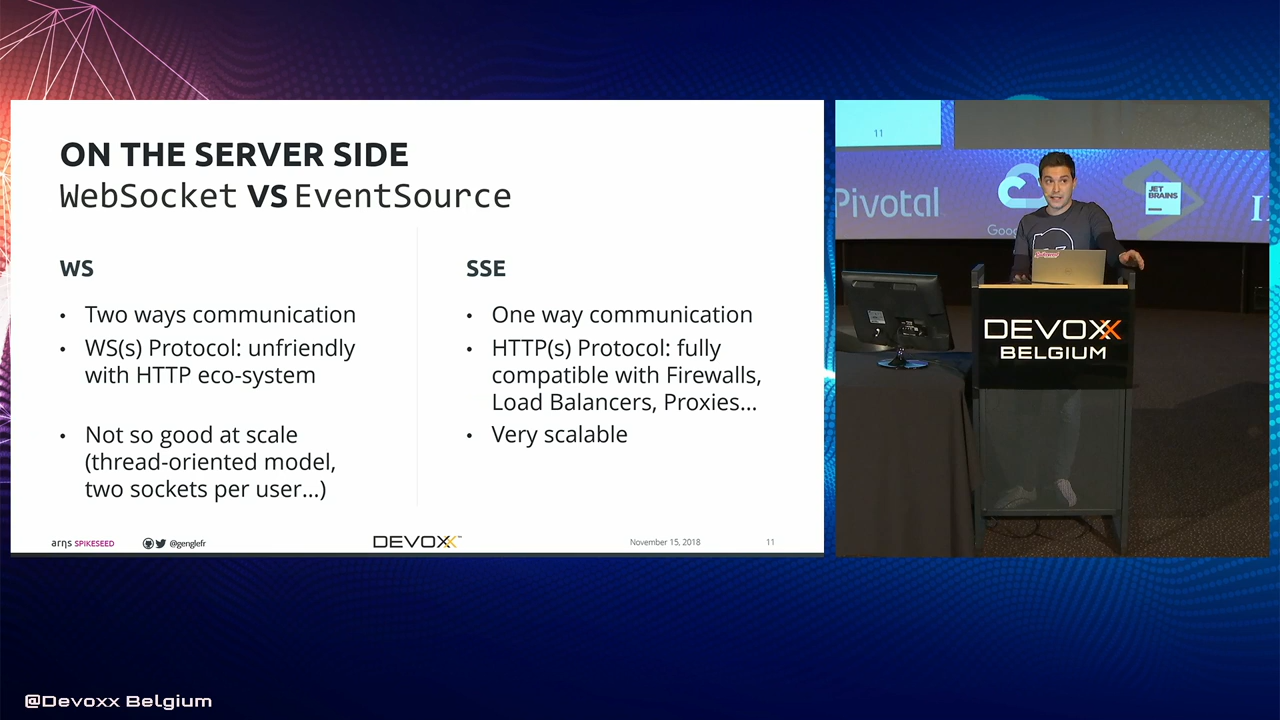 ON THE SERVER SIDE
WebSocket VS EventSource
WS
• Two ways communication
• WS(s) Protocol: unfriendly
with HTTP eco-system
• Not so good at scale
(thread-oriented model,
two sockets per user...)
SSE
• One way communication
• HTTP(s) Protocol: fully
compatible with Firewalls,
Load Balancers, Proxies...
• Very scalable
arηs SPIKESEED
@genglefr
DEVOXX™
November 15, 2018
11
11
Pivotal
Goo
JET
BRAINS
DEVOXX
BELGIUM
@Devoxx Belgium